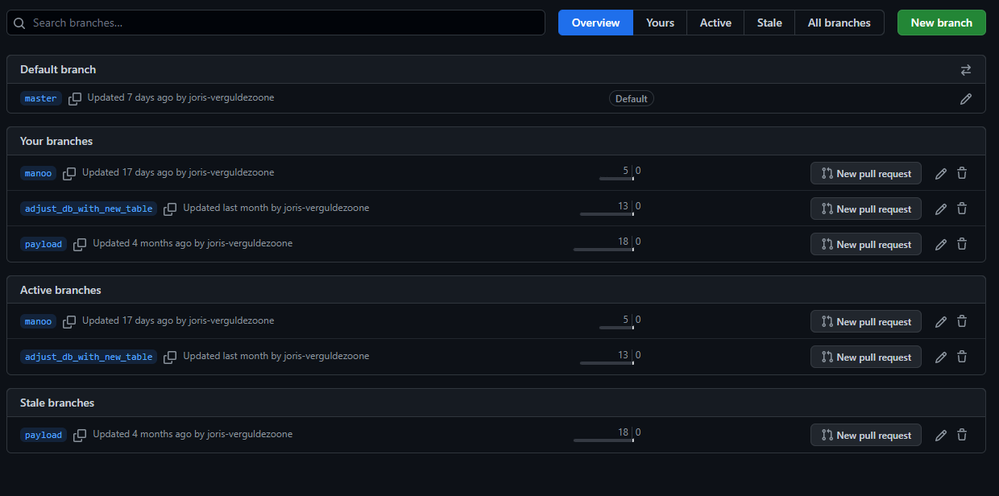 Search branches...
Overview Yours Active Stale All branches New branch
Default branch
master Updated 7 days ago by joris-verguldezoone Default
Your branches
manoo Updated 17 days ago by joris-verguldezoone 5 0 New pull request
adjust_db_with_new_table Updated last month by joris-verguldezoone 13 0 New pull request
payload Updated 4 months ago by joris-verguldezoone 18 0 New pull request
Active branches
manoo Updated 17 days ago by joris-verguldezoone 5 0 New pull request
adjust_db_with_new_table Updated last month by joris-verguldezoone 13 0 New pull request
Stale branches
payload Updated 4 months ago by joris-verguldezoone 18 0 New pull request